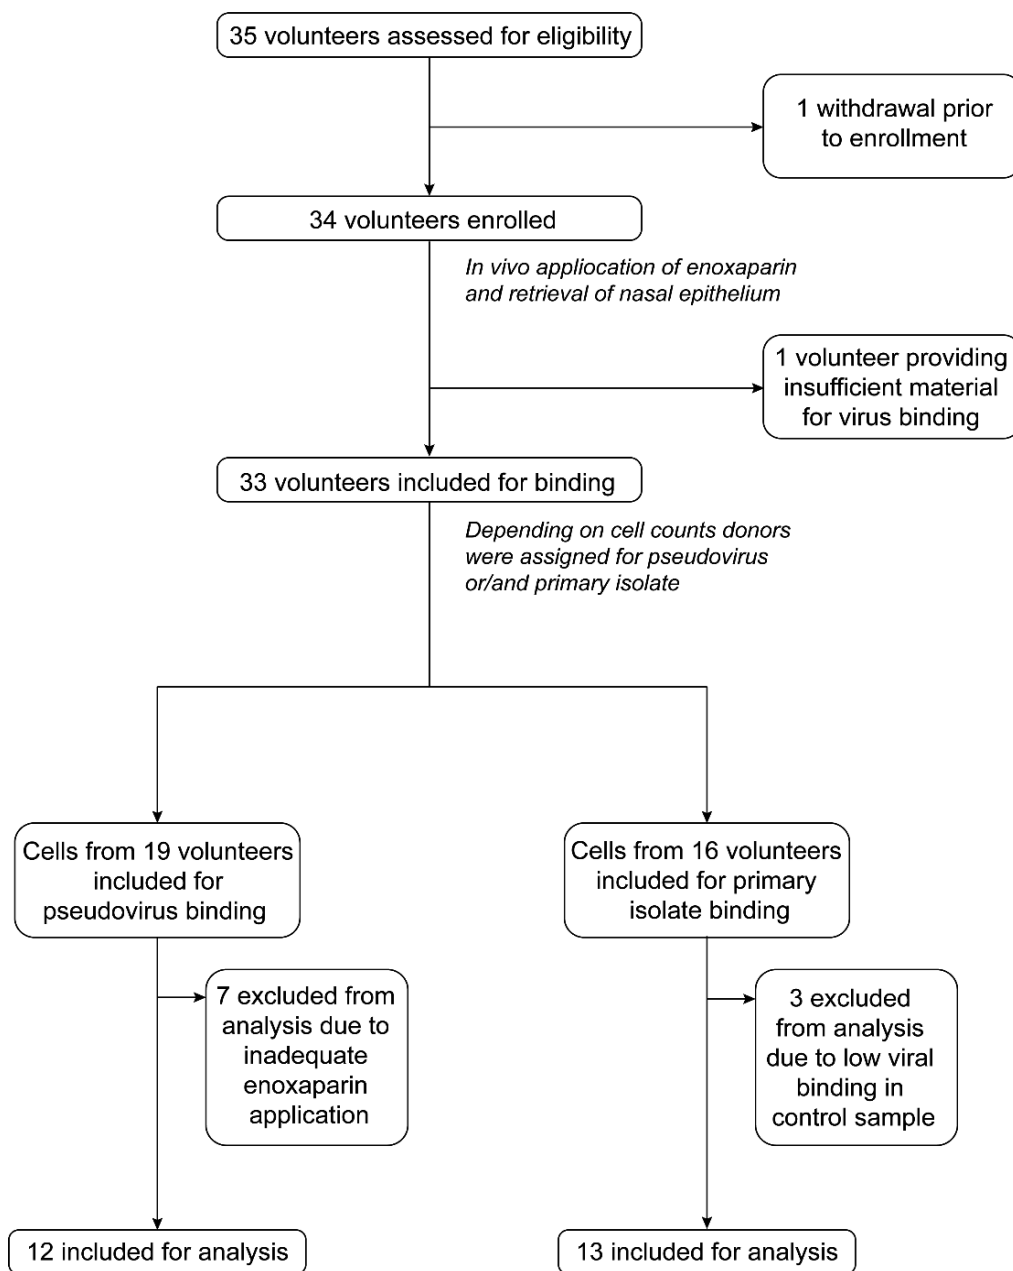 35 volunteers assessed for eligibility
1 withdrawal prior
to enrollment
34 volunteers enrolled
In vivo appliocation of enoxaparin
and retrieval of nasal epithelium
1 volunteer providing
insufficient material
for virus binding
33 volunteers included for binding
Depending on cell counts donors
were assigned for pseudovirus
or/and primary isolate
Cells from 19 volunteers
included for
pseudovirus binding
Cells from 16 volunteers
included for primary
isolate binding
7 excluded from
analysis due to
inadequate
enoxaparin
application
3 excluded
from analysis
due to low viral
binding in
control sample
12 included for analysis
13 included for analysis